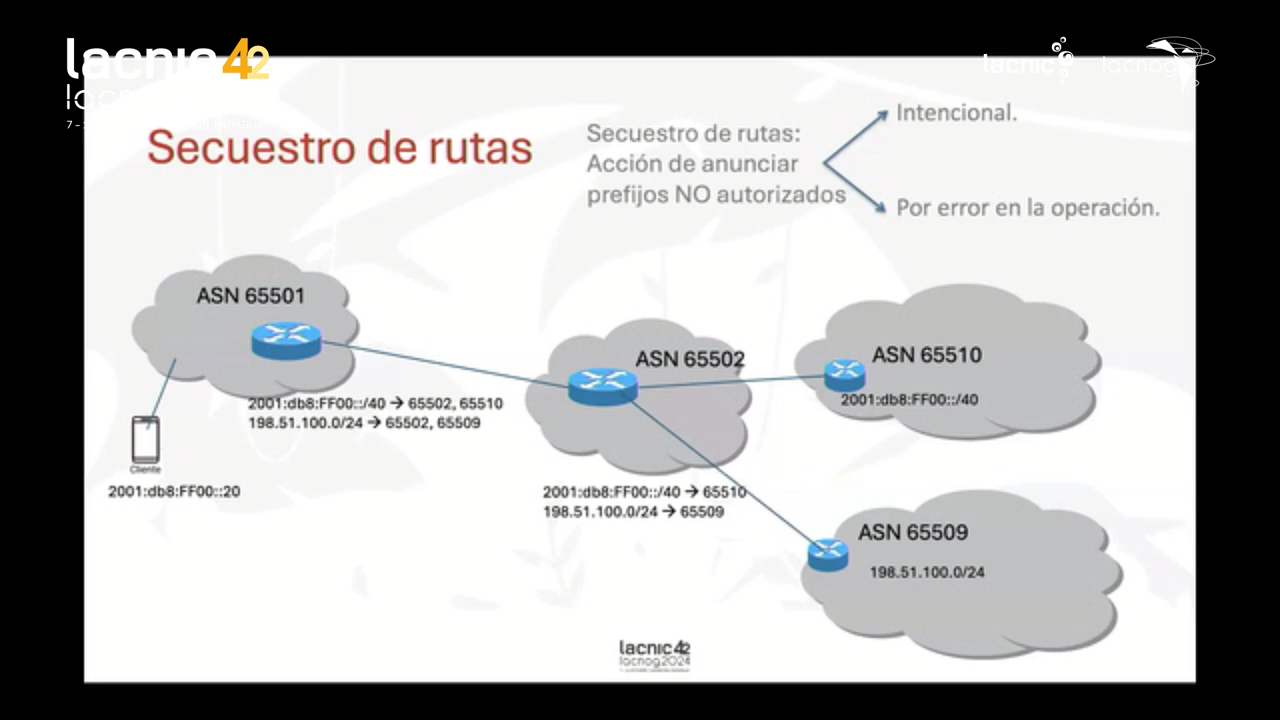 lacnic42
lacnic
lacnog
Secuestro de rutas
Secuestro de rutas:
Acción de anunciar
prefijos NO autorizados
Intencional.
Por error en la operación.
ASN 65501
2001:db8:FF00::/40 → 65502, 65510
198.51.100.0/24 → 65502, 65509
Cliente
2001:db8:FF00::20
ASN 65502
2001:db8:FF00::/40 → 65510
198.51.100.0/24 → 65509
ASN 65510
2001:db8:FF00::/40
ASN 65509
198.51.100.0/24
lacnic42
lacnog2024